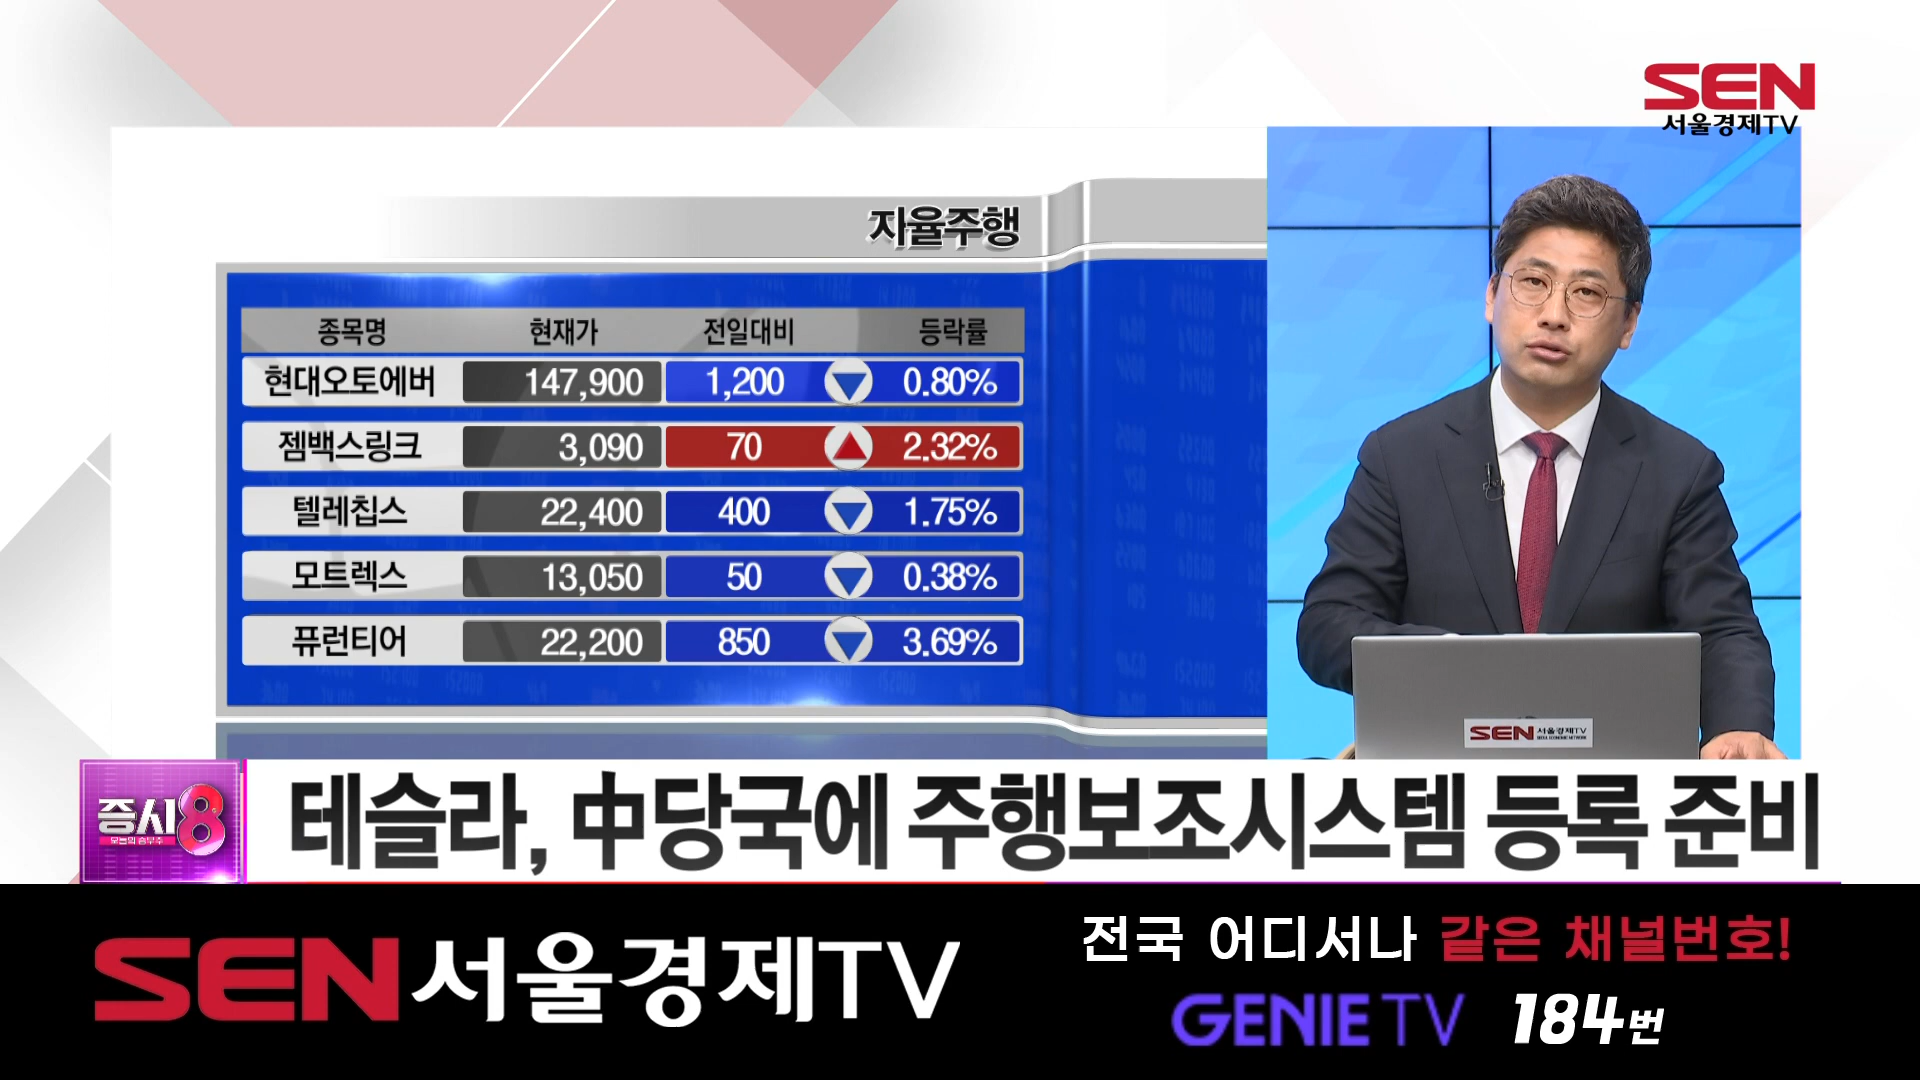 SEN
서울경제TV
자율주행
종목명 현재가 전일대비 등락률
현대오토에버 147,900 1,200 ▼ 0.80%
젬백스링크 3,090 70 ▲ 2.32%
텔레칩스 22,400 400 ▼ 1.75%
모트렉스 13,050 50 ▼ 0.38%
퓨런티어 22,200 850 ▼ 3.69%
SEN 서울경제TV
증시8
오늘의 승부주
테슬라, 中당국에 주행보조시스템 등록 준비
SEN 서울경제TV
전국 어디서나 같은 채널번호!
GENIE TV 184번